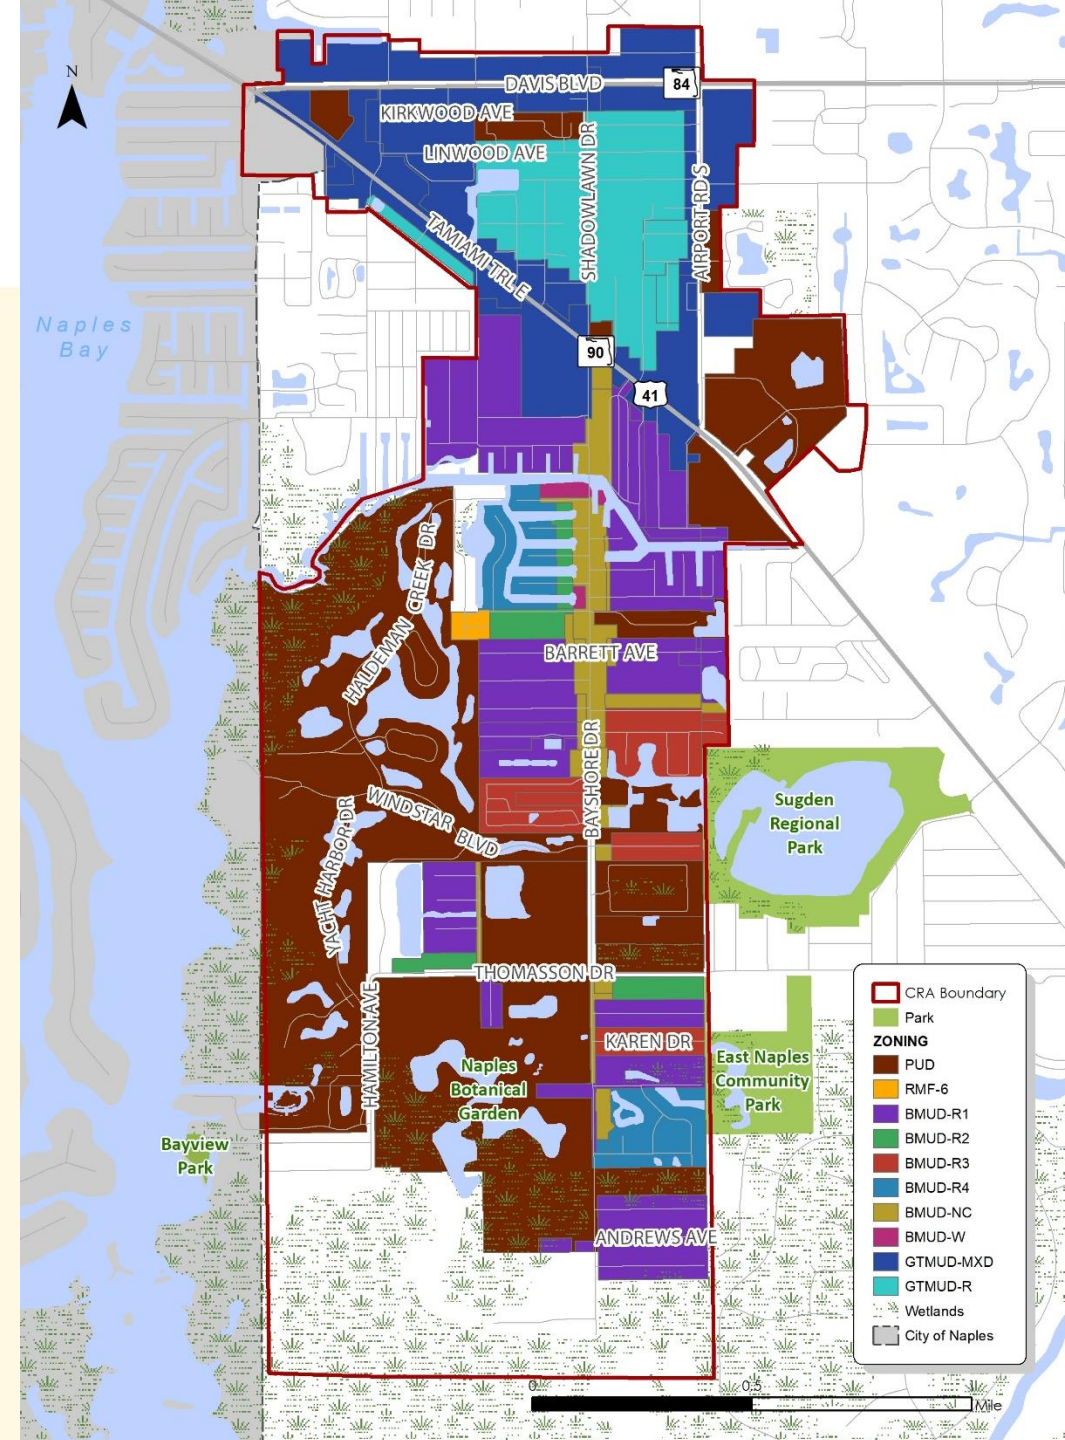 N
DAVIS BLVD
84
KIRKWOOD AVE
LINWOOD AVE
SHADOWLAWN DR
AIRPORT RD S
TAMIAMI TRL E
Naples
Bay
90
41
HALDEMAN CREEK DR
BARRETT AVE
BAYSHORE DR
WINDSTAR BLVD
YACHT HARBOR DR
Sugden
Regional
Park
THOMASSON DR
HAMILTON AVE
KAREN DR
Naples
Botanical
Garden
East Naples
Community
Park
Bayview
Park
ANDREWS AVE
CRA Boundary
Park
ZONING
PUD
RMF-6
BMUD-R1
BMUD-R2
BMUD-R3
BMUD-R4
BMUD-NC
BMUD-W
GTMUD-MXD
GTMUD-R
Wetlands
City of Naples
0 0.5 1
Mile